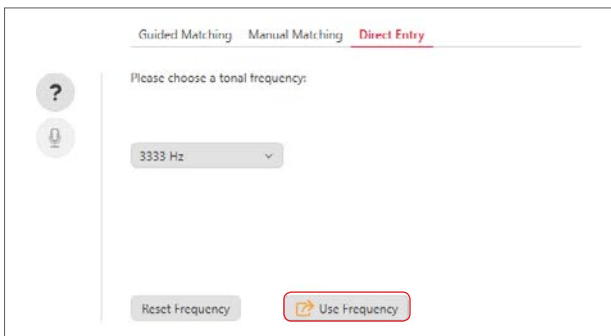 Guided Matching Manual Matching Direct Entry
?
Please choose a tonal frequency:
3333 Hz
Reset Frequency Use Frequency